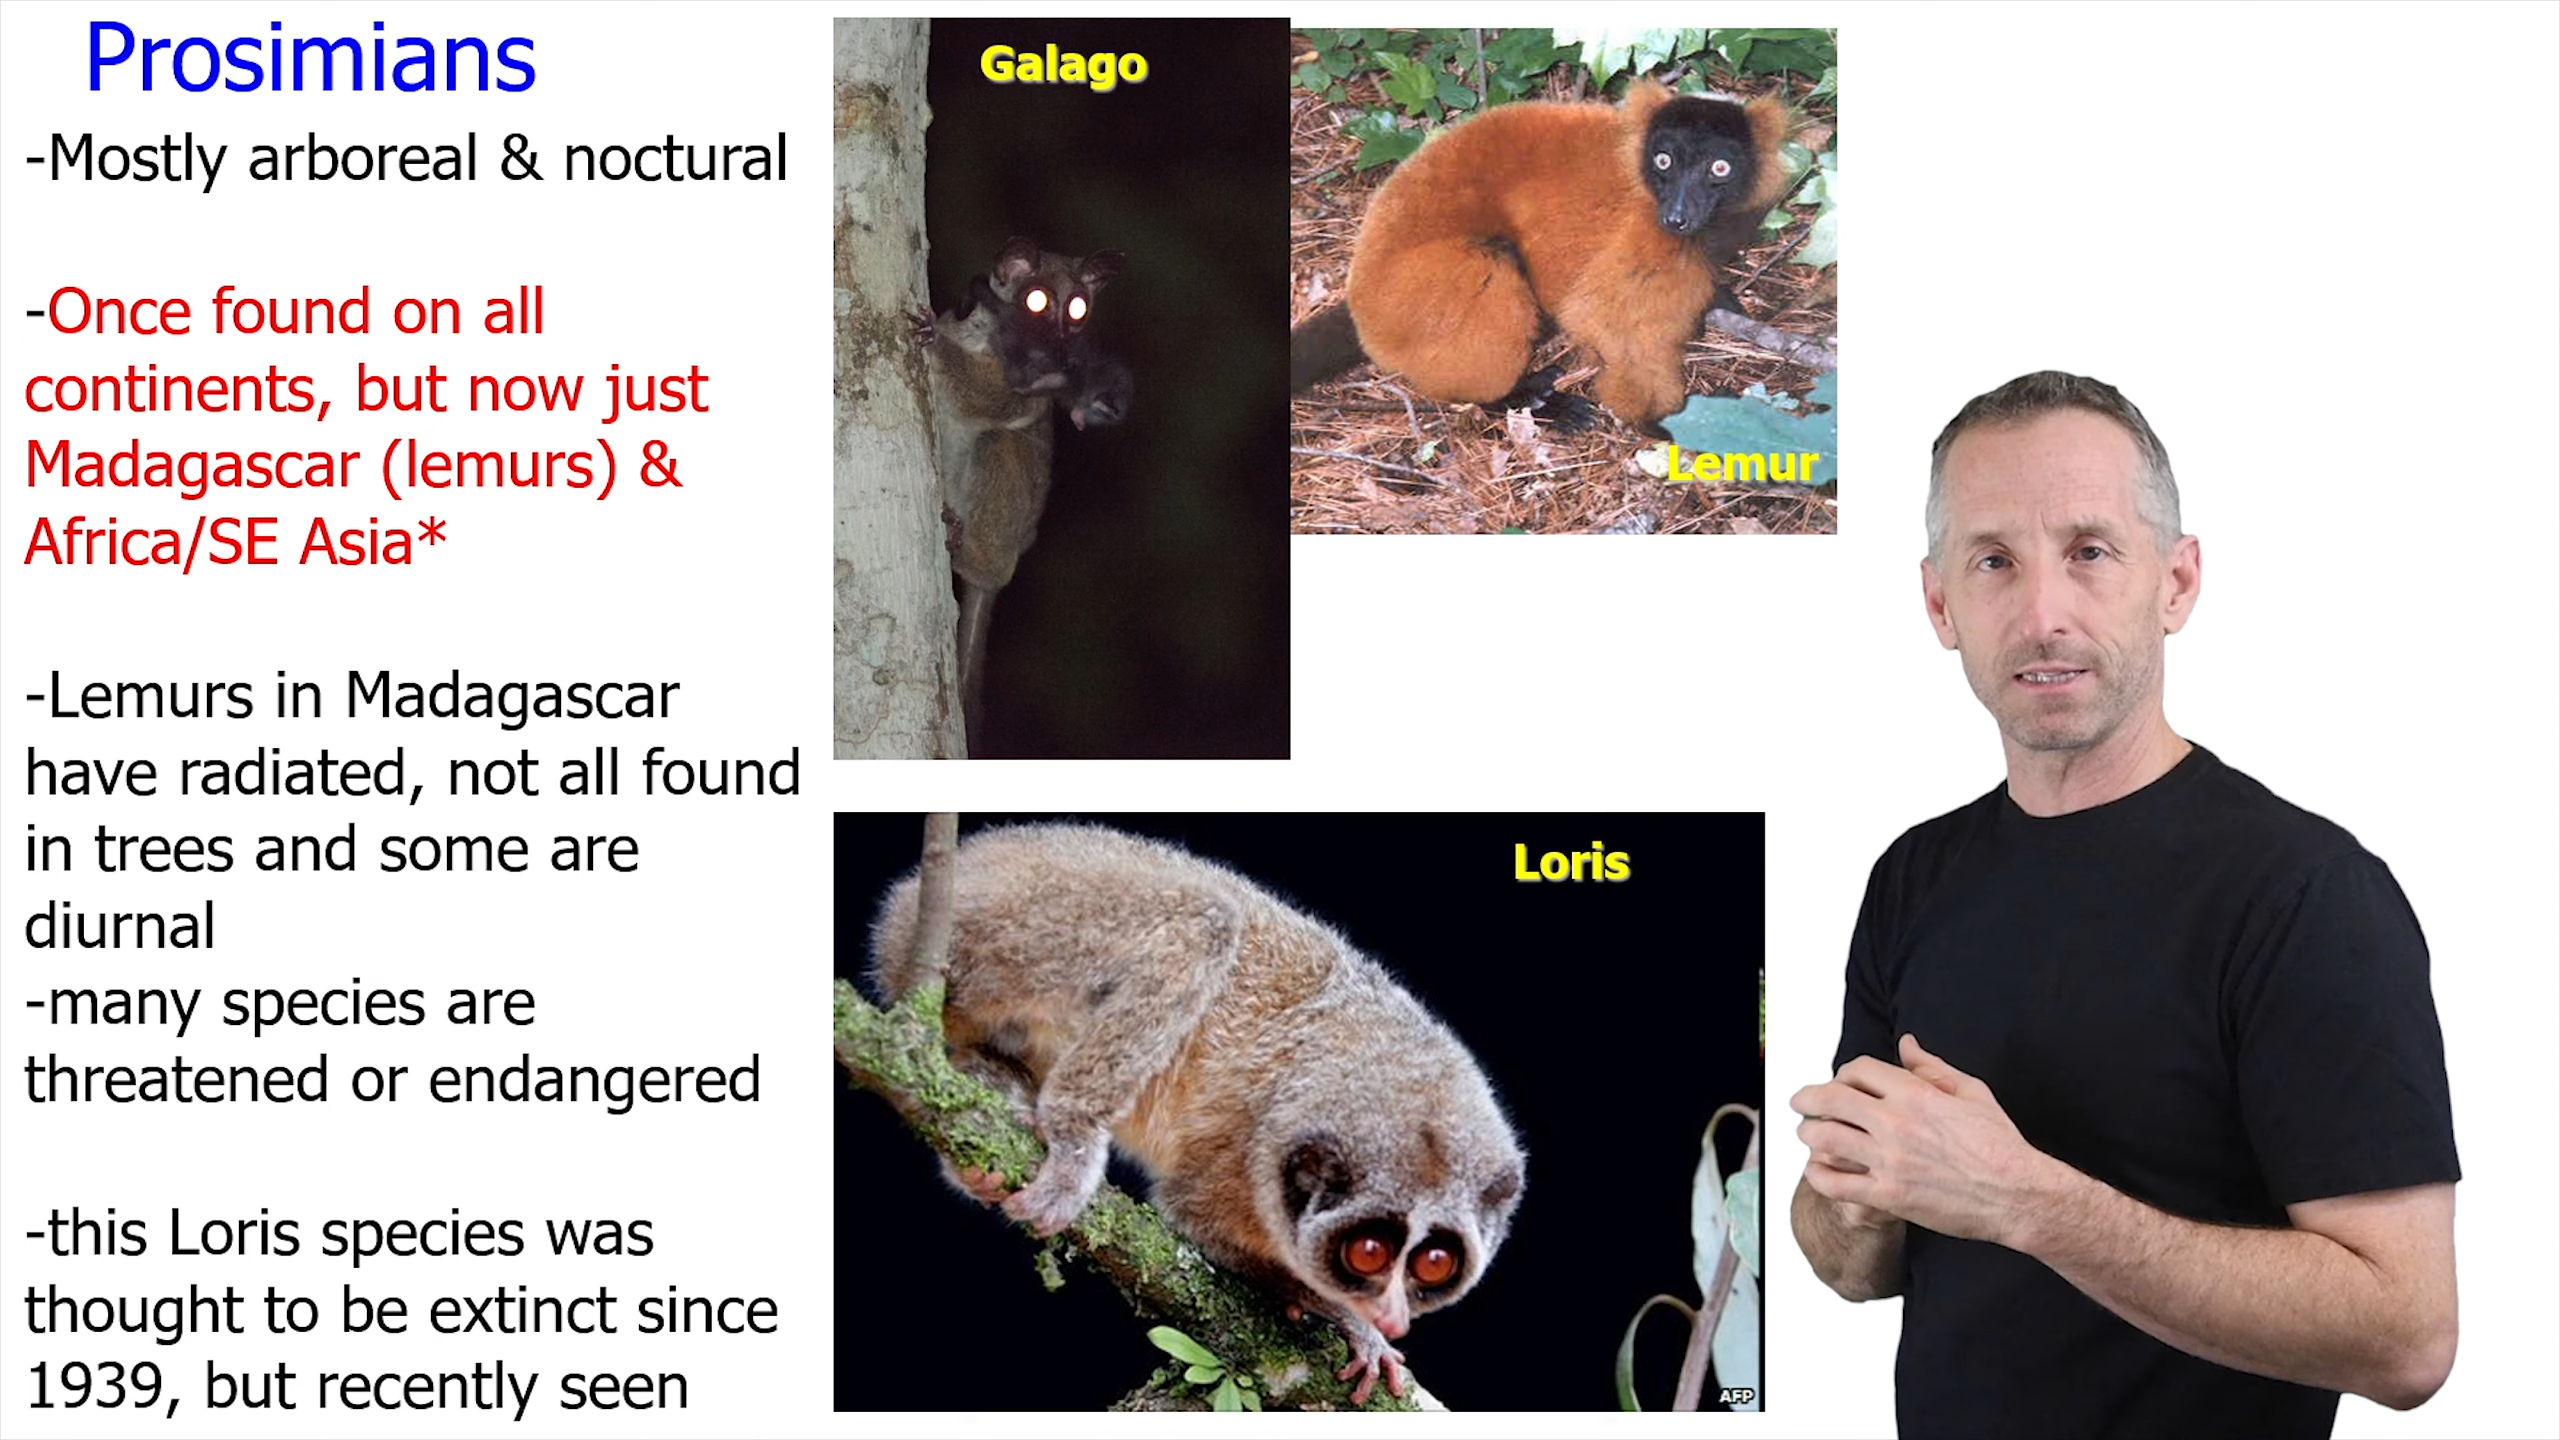 Prosimians
-Mostly arboreal & noctural
-Once found on all
continents, but now just
Madagascar (lemurs) &
Africa/SE Asia*
-Lemurs in Madagascar
have radiated, not all found
in trees and some are
diurnal
-many species are
threatened or endangered
-this Loris species was
thought to be extinct since
1939, but recently seen
Galago
Lemur
Loris
AFP